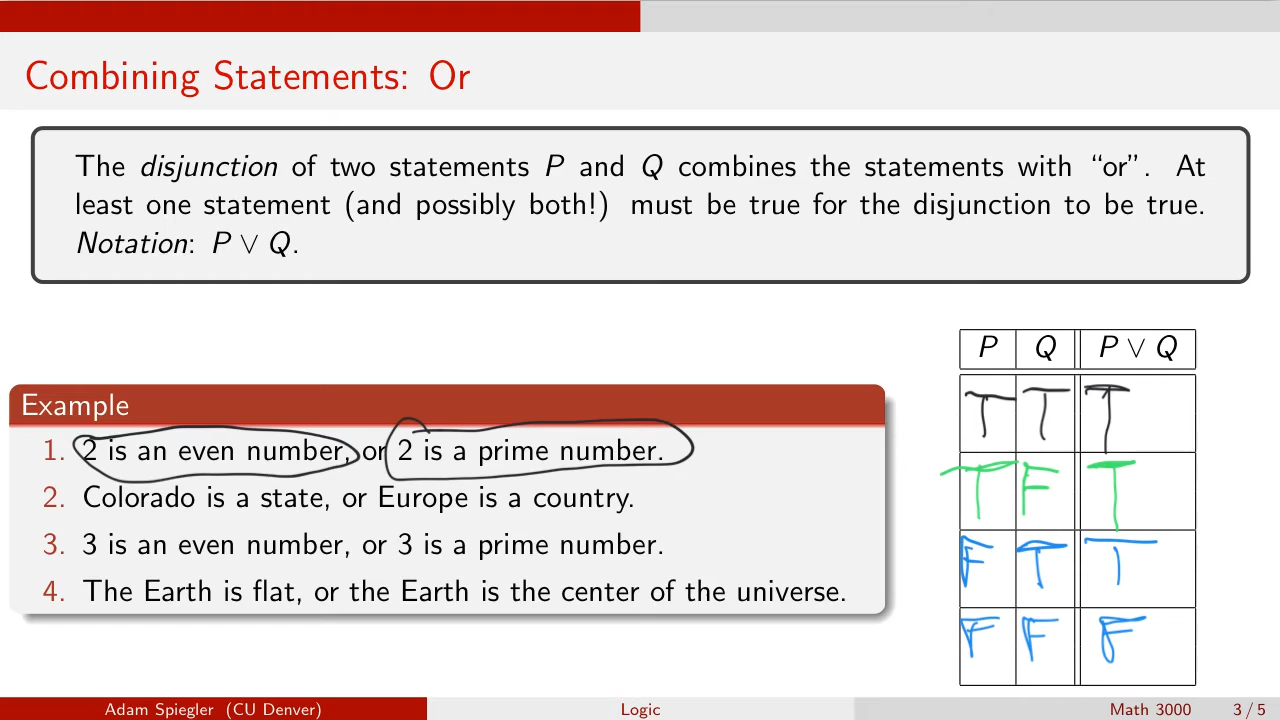 Combining Statements: Or
The disjunction of two statements P and Q combines the statements with “or”. At
least one statement (and possibly both!) must be true for the disjunction to be true.
Notation: P ∨ Q.
Example
1. 2 is an even number, or 2 is a prime number.
2. Colorado is a state, or Europe is a country.
3. 3 is an even number, or 3 is a prime number.
4. The Earth is flat, or the Earth is the center of the universe.
P Q P ∨ Q
T T T
T F T
F T T
F F F
Adam Spiegler (CU Denver) Logic Math 3000 3 / 5